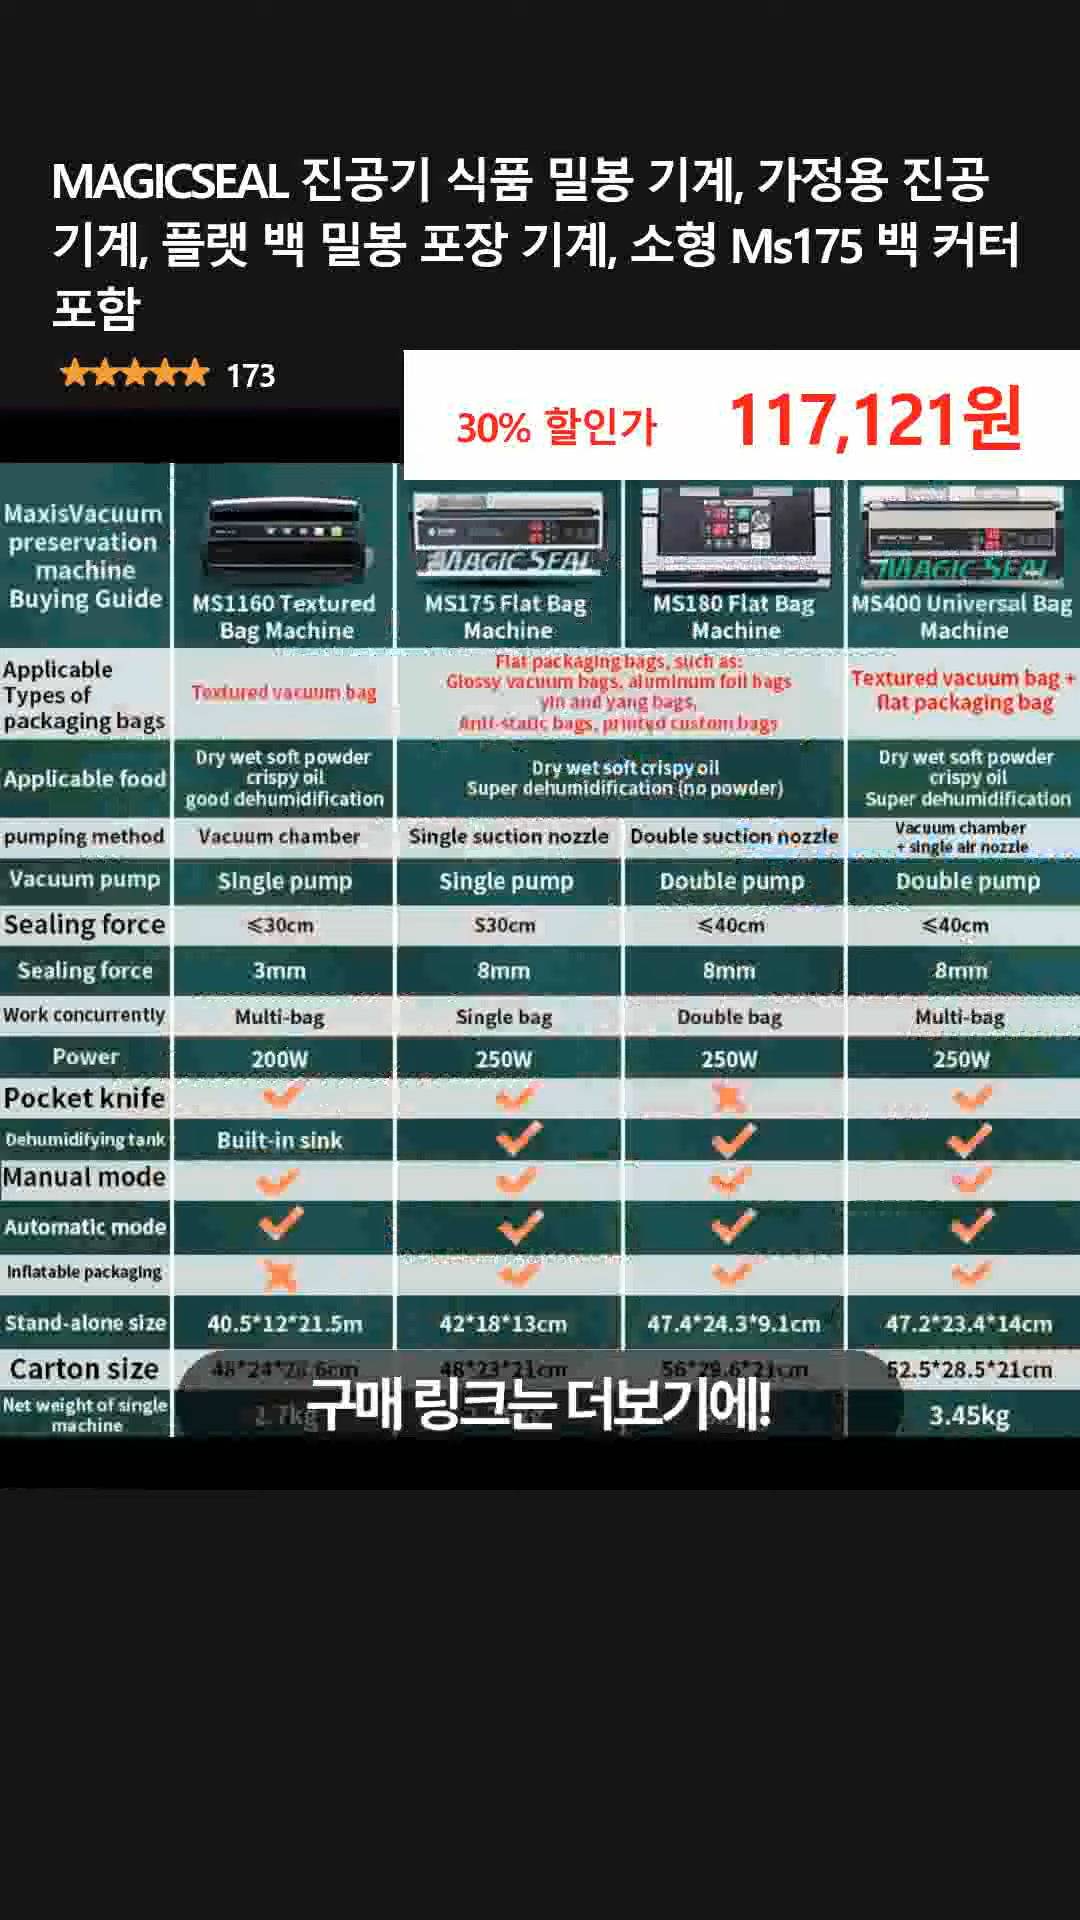 MAGICSEAL 진공기 식품 밀봉 기계, 가정용 진공
기계, 플랫 백 밀봉 포장 기계, 소형 Ms175 백 커터
포함
173
30% 할인가 117,121원
MaxisVacuum
preservation
machine
Buying Guide
MS1160 Textured
Bag Machine
MAGIC SEAL
MS175 Flat Bag
Machine
MS180 Flat Bag
Machine
MAGIC SEAL
MS400 Universal Bag
Machine
Applicable
Types of
packaging bags
Textured vacuum bag
Flat packaging bags, such as:
Glossy vacuum bags, aluminum foil bags
yin and yang bags,
Anti-static bags, printed custom bags
Textured vacuum bag +
flat packaging bag
Applicable food
Dry wet soft powder
crispy oil
good dehumidification
Dry wet soft crispy oil
Super dehumidification (no powder)
Dry wet soft powder
crispy oil
Super dehumidification
pumping method
Vacuum chamber
Single suction nozzle
Double suction nozzle
Vacuum chamber
+ single air nozzle
Vacuum pump Single pump Single pump Double pump Double pump
Sealing force ≤30cm S30cm ≤40cm ≤40cm
Sealing force 3mm 8mm 8mm 8mm
Work concurrently Multi-bag Single bag Double bag Multi-bag
Power 200W 250W 250W 250W
Pocket knife
Dehumidifying tank Built-in sink
Manual mode
Automatic mode
Inflatable packaging
Stand-alone size 40.5*12*21.5m 42*18*13cm 47.4*24.3*9.1cm 47.2*23.4*14cm
Carton size 48*23*21cm 56*29.6*21cm 52.5*28.5*21cm
Net weight of single
machine
3.45kg
구매 링크는 더보기에!